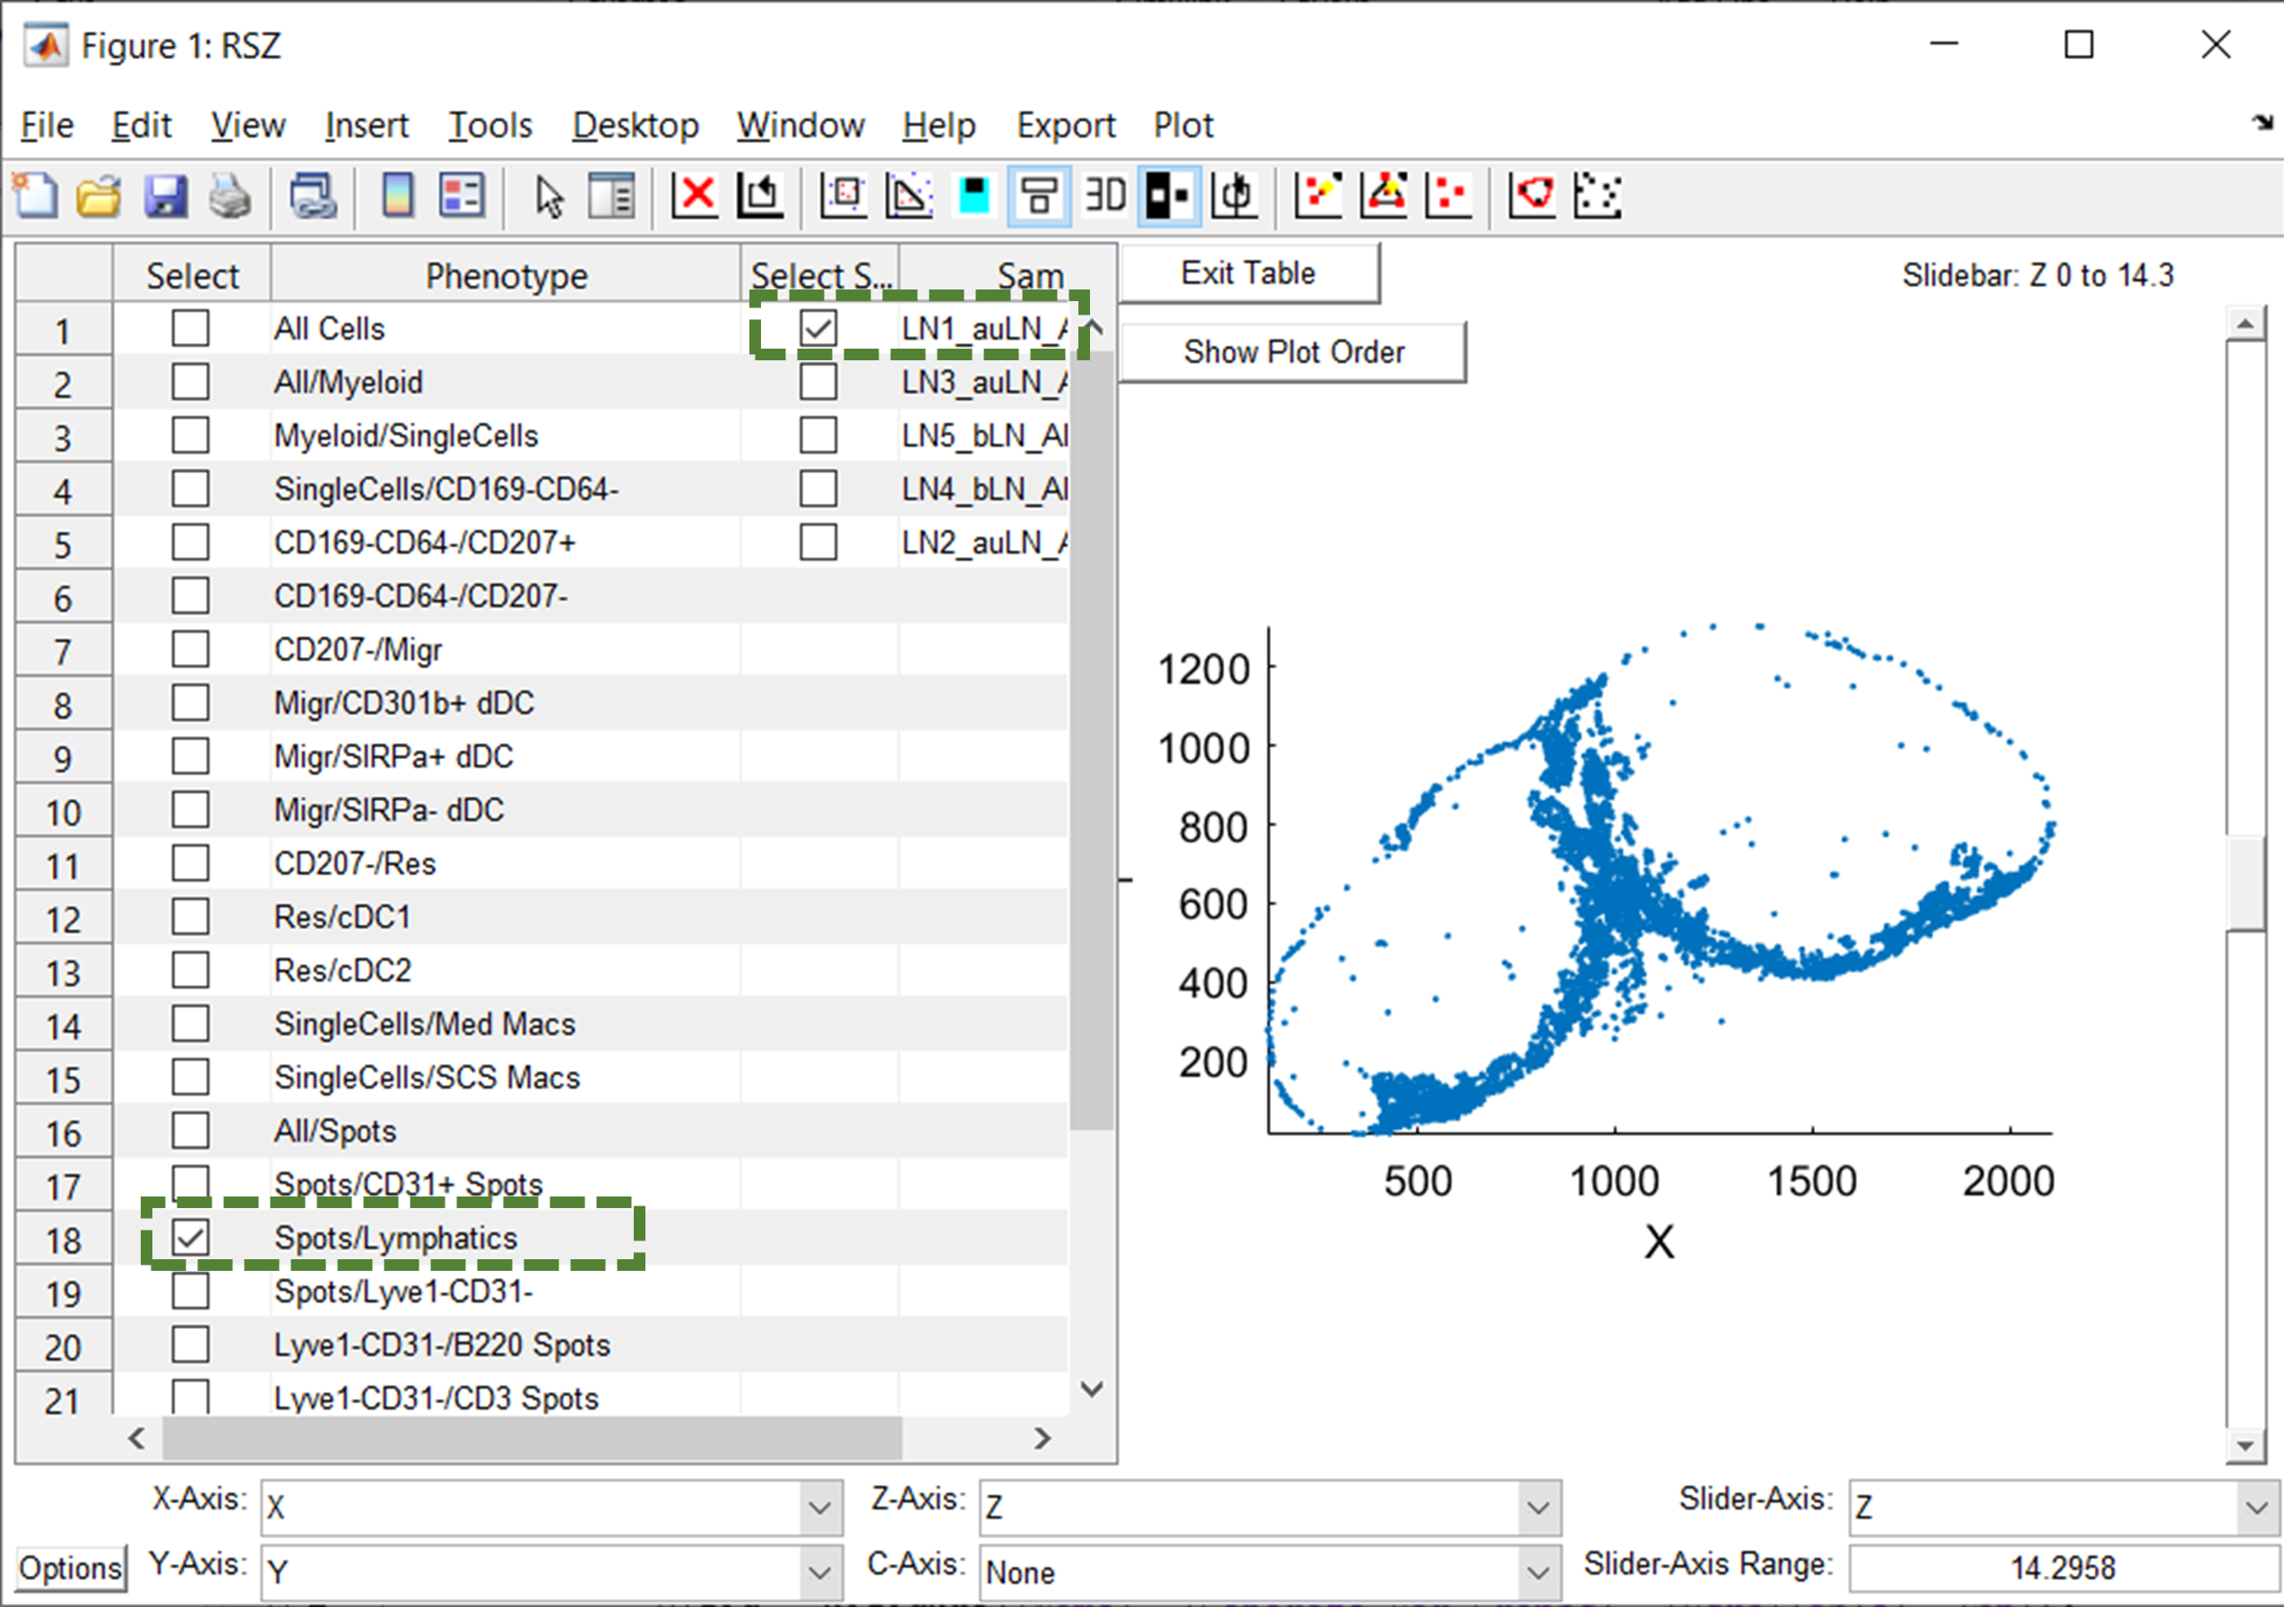 Figure 1: RSZ
File Edit View Insert Tools Desktop Window Help Export Plot
3D
Select Phenotype Select S... Sam
1 All Cells LN1_auLN_A
2 All/Myeloid LN3_auLN_A
3 Myeloid/SingleCells LN5_bLN_Al
4 SingleCells/CD169-CD64- LN4_bLN_Al
5 CD169-CD64-/CD207+ LN2_auLN_A
6 CD169-CD64-/CD207-
7 CD207-/Migr
8 Migr/CD301b+ dDC
9 Migr/SIRPa+ dDC
10 Migr/SIRPa- dDC
11 CD207-/Res
12 Res/cDC1
13 Res/cDC2
14 SingleCells/Med Macs
15 SingleCells/SCS Macs
16 All/Spots
17 Spots/CD31+ Spots
18 Spots/Lymphatics
19 Spots/Lyve1-CD31-
20 Lyve1-CD31-/B220 Spots
21 Lyve1-CD31-/CD3 Spots
Exit Table
Show Plot Order
Slidebar: Z 0 to 14.3
1200
1000
800
600
400
200
500 1000 1500 2000
X
X-Axis: X Z-Axis: Z Slider-Axis: Z
Options Y-Axis: Y C-Axis: None Slider-Axis Range: 14.2958